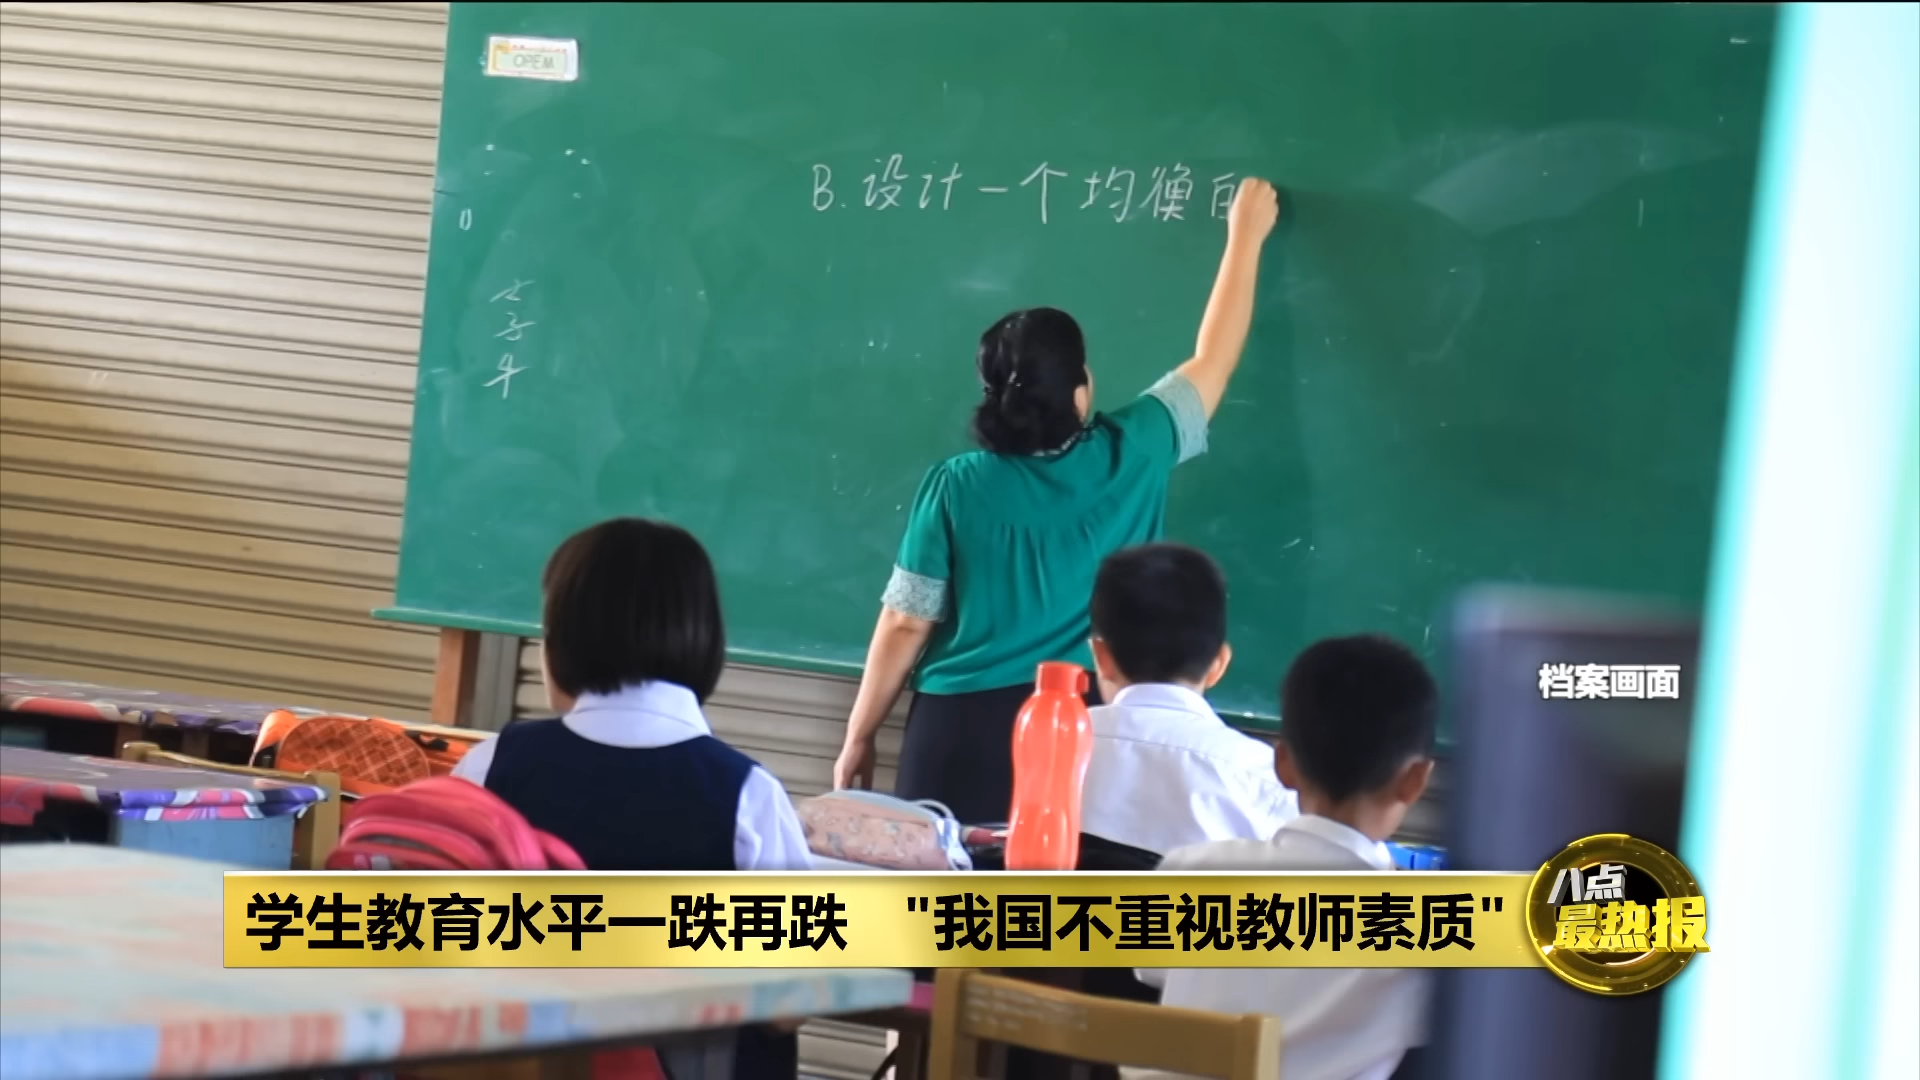 OPEM
B. 设计一个均衡的
档案画面
学生教育水平一跌再跌 "我国不重视教师素质"
八点
最热报